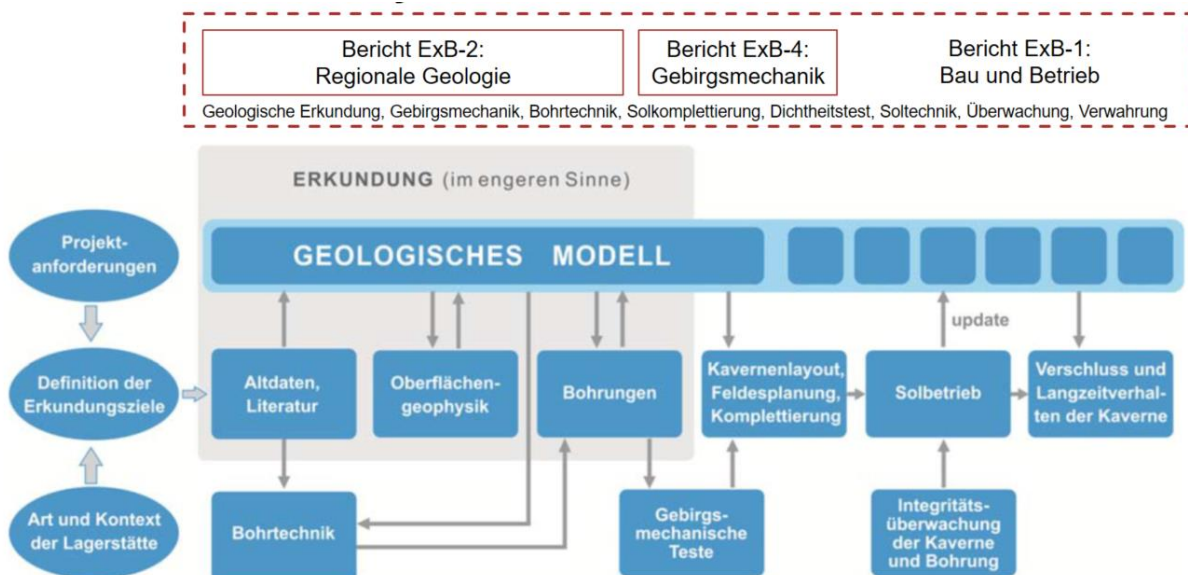 Bericht ExB-2:
Regionale Geologie
Bericht ExB-4:
Gebirgsmechanik
Bericht ExB-1:
Bau und Betrieb
Geologische Erkundung, Gebirgsmechanik, Bohrtechnik, Solkomplettierung, Dichtheitstest, Soltechnik, Überwachung, Verwahrung
ERKUNDUNG (im engeren Sinne)
Projekt-
anforderungen
GEOLOGISCHES MODELL
update
Definition der
Erkundungsziele
Altdaten,
Literatur
Oberflächen-
geophysik
Bohrungen
Kavernenlayout,
Feldesplanung,
Komplettierung
Solbetrieb
Verschluss und
Langzeitverhal-
ten der Kaverne
Art und Kontext
der Lagerstätte
Bohrtechnik
Gebirgs-
mechanische
Teste
Integritäts-
überwachung
der Kaverne
und Bohrung